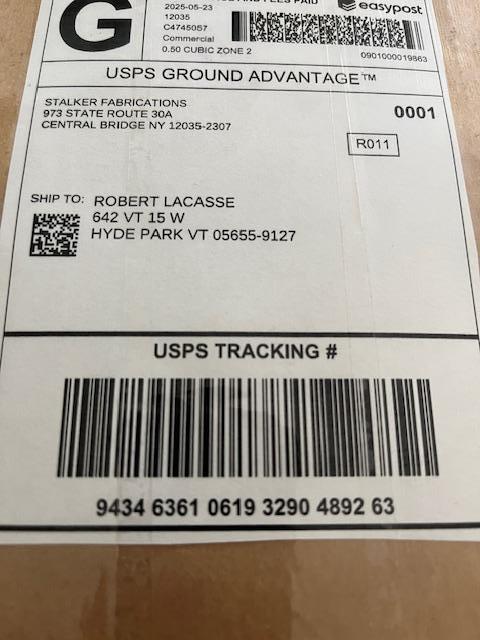 G
FEES PAID
2025-05-23
12035
C4745057
Commercial
0.50 CUBIC ZONE 2
easypost
0901000019863
USPS GROUND ADVANTAGE™
STALKER FABRICATIONS
973 STATE ROUTE 30A
CENTRAL BRIDGE NY 12035-2307
0001
R011
SHIP TO: ROBERT LACASSE
642 VT 15 W
HYDE PARK VT 05655-9127
USPS TRACKING #
9434 6361 0619 3290 4892 63